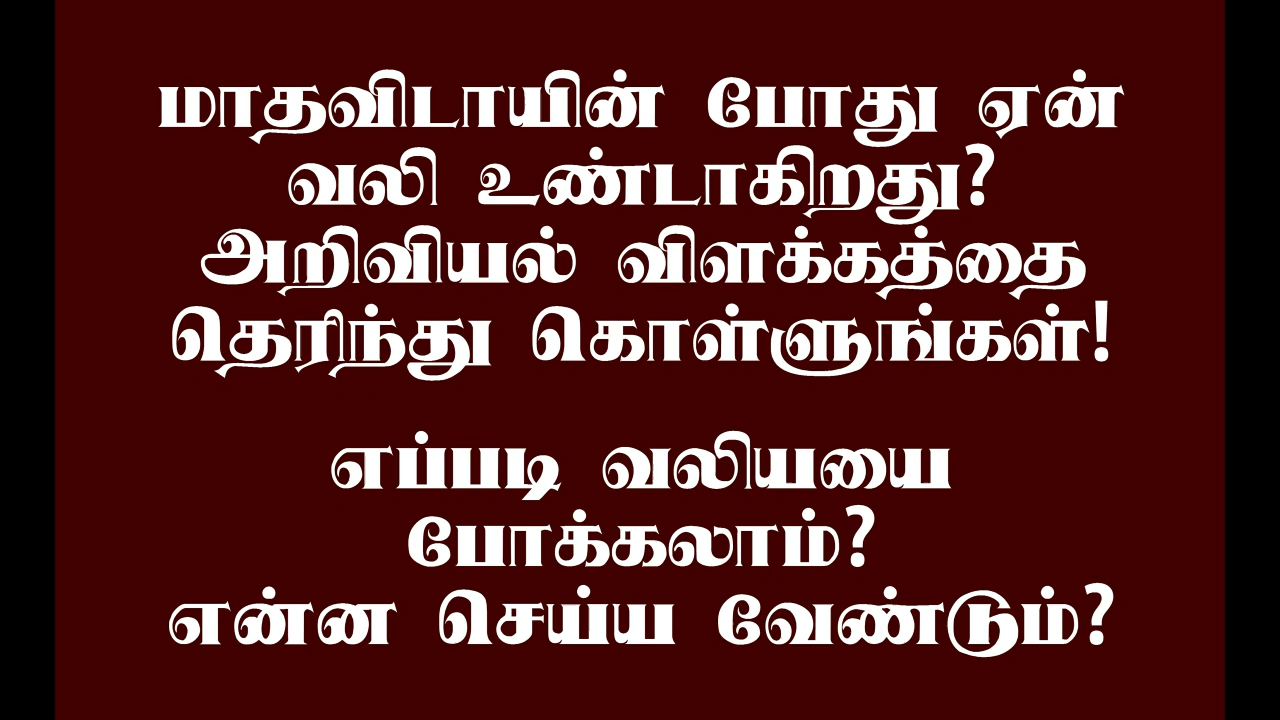 மாதவிடாயின் போது ஏன்
வலி உண்டாகிறது?
அறிவியல் விளக்கத்தை
தெரிந்து கொள்ளுங்கள்!
எப்படி வலியயை
போக்கலாம்?
என்ன செய்ய வேண்டும்?